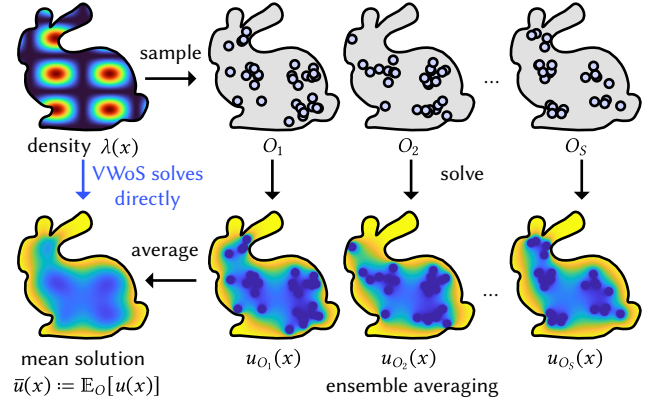 sample
...
density λ(x)
O₁
O₂
O_S
VWoS solves
directly
solve
average
...
mean solution
ū(x) ≔ 𝔼_O[u(x)]
u_{O₁}(x)
u_{O₂}(x)
u_{O_S}(x)
ensemble averaging